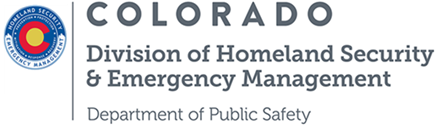 HOMELAND SECURITY
EMERGENCY MANAGEMENT
COLORADO
Division of Homeland Security
& Emergency Management
Department of Public Safety